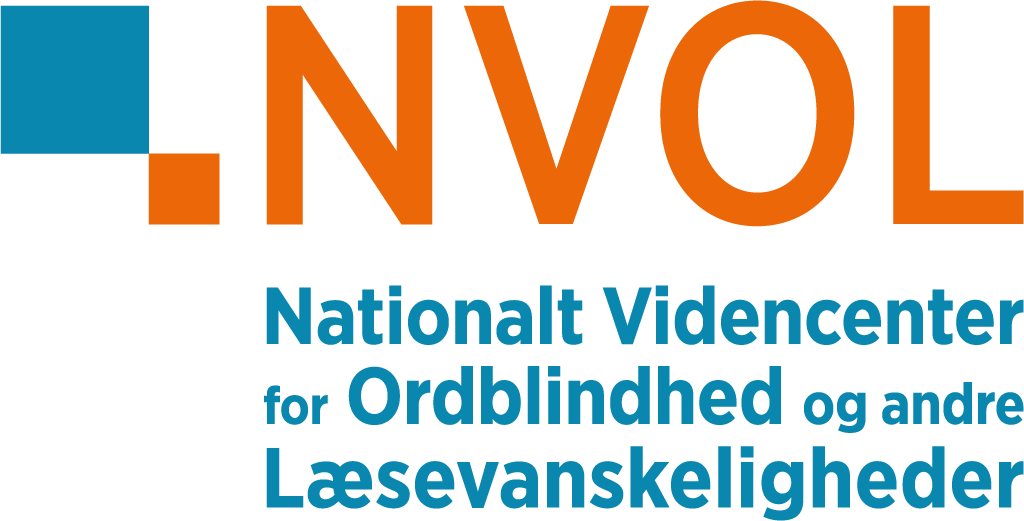 NVOL
Nationalt Videncenter
for Ordblindhed og andre
Læsevanskeligheder